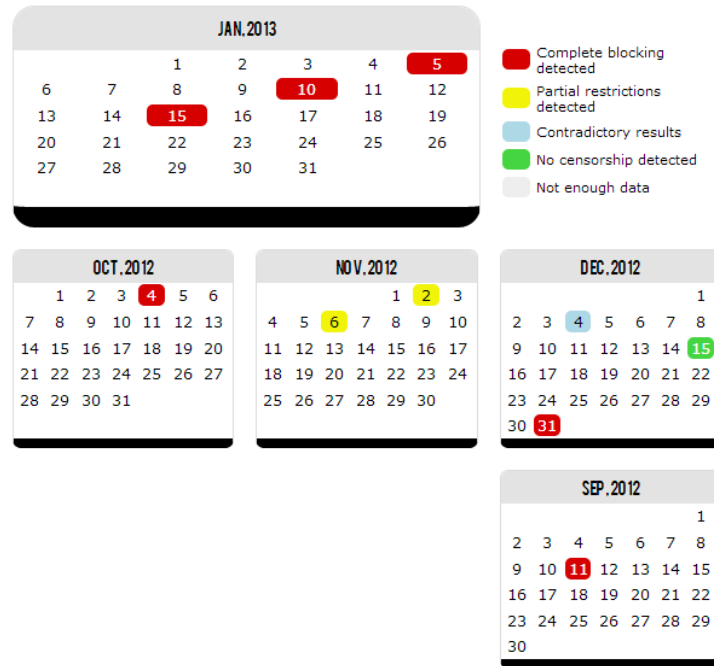 JAN, 2013
1 2 3 4 5
6 7 8 9 10 11 12
13 14 15 16 17 18 19
20 21 22 23 24 25 26
27 28 29 30 31
Complete blocking
detected
Partial restrictions
detected
Contradictory results
No censorship detected
Not enough data
OCT, 2012
1 2 3 4 5 6
7 8 9 10 11 12 13
14 15 16 17 18 19 20
21 22 23 24 25 26 27
28 29 30 31
NOV, 2012
1 2 3
4 5 6 7 8 9 10
11 12 13 14 15 16 17
18 19 20 21 22 23 24
25 26 27 28 29 30
DEC, 2012
1
2 3 4 5 6 7 8
9 10 11 12 13 14 15
16 17 18 19 20 21 22
23 24 25 26 27 28 29
30 31
SEP, 2012
1
2 3 4 5 6 7 8
9 10 11 12 13 14 15
16 17 18 19 20 21 22
23 24 25 26 27 28 29
30